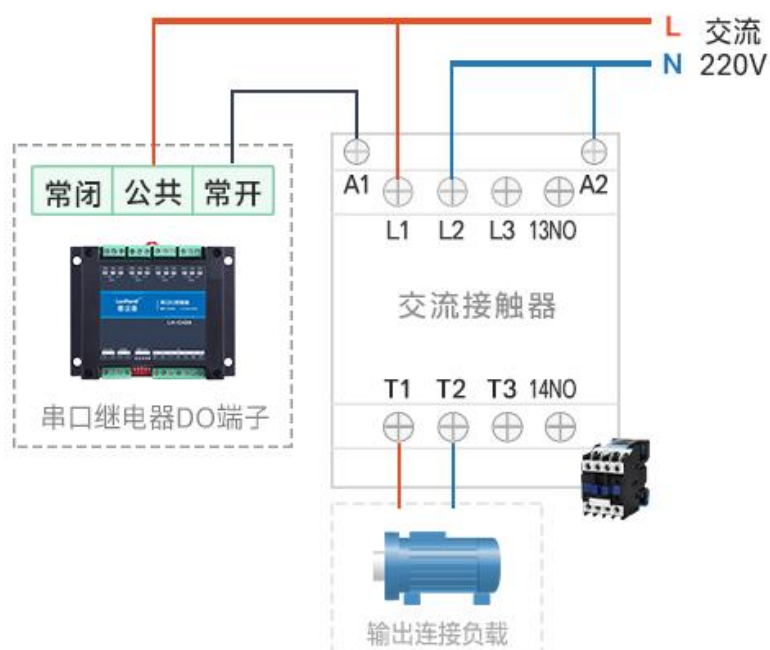 L 交流
N 220V
常闭 公共 常开
A1 A2
L1 L2 L3 13NO
交流接触器
T1 T2 T3 14NO
串口继电器DO端子
输出连接负载